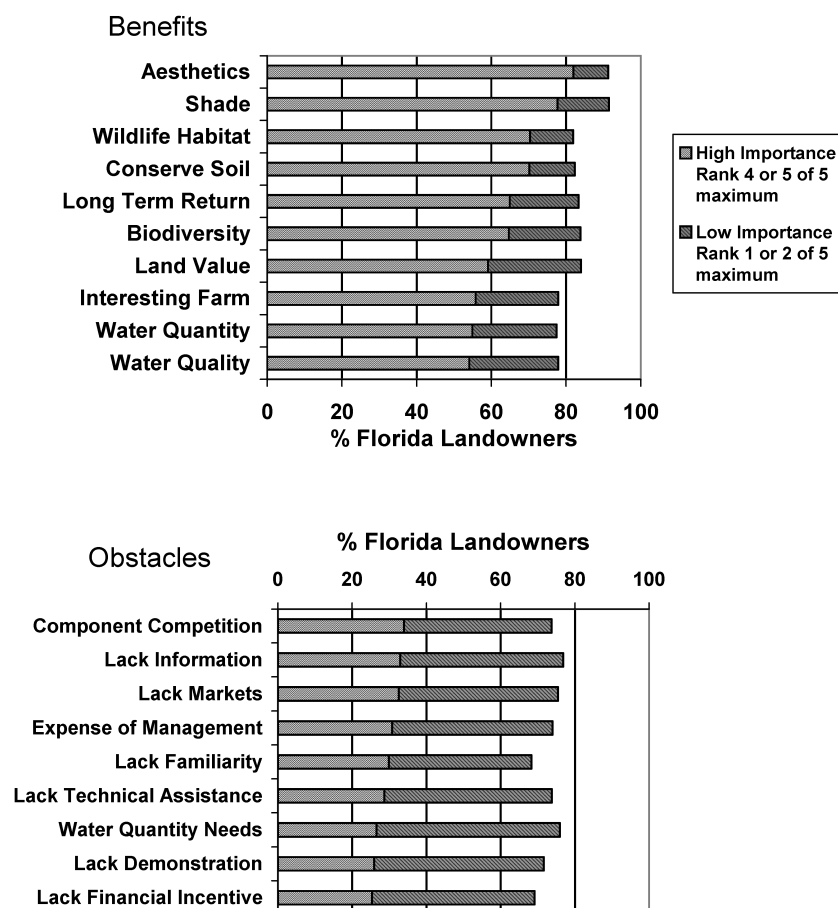 Benefits
Aesthetics
Shade
Wildlife Habitat
Conserve Soil
Long Term Return
Biodiversity
Land Value
Interesting Farm
Water Quantity
Water Quality
0 20 40 60 80 100
% Florida Landowners
High Importance
Rank 4 or 5 of 5
maximum
Low Importance
Rank 1 or 2 of 5
maximum
Obstacles
% Florida Landowners
0 20 40 60 80 100
Component Competition
Lack Information
Lack Markets
Expense of Management
Lack Familiarity
Lack Technical Assistance
Water Quantity Needs
Lack Demonstration
Lack Financial Incentive